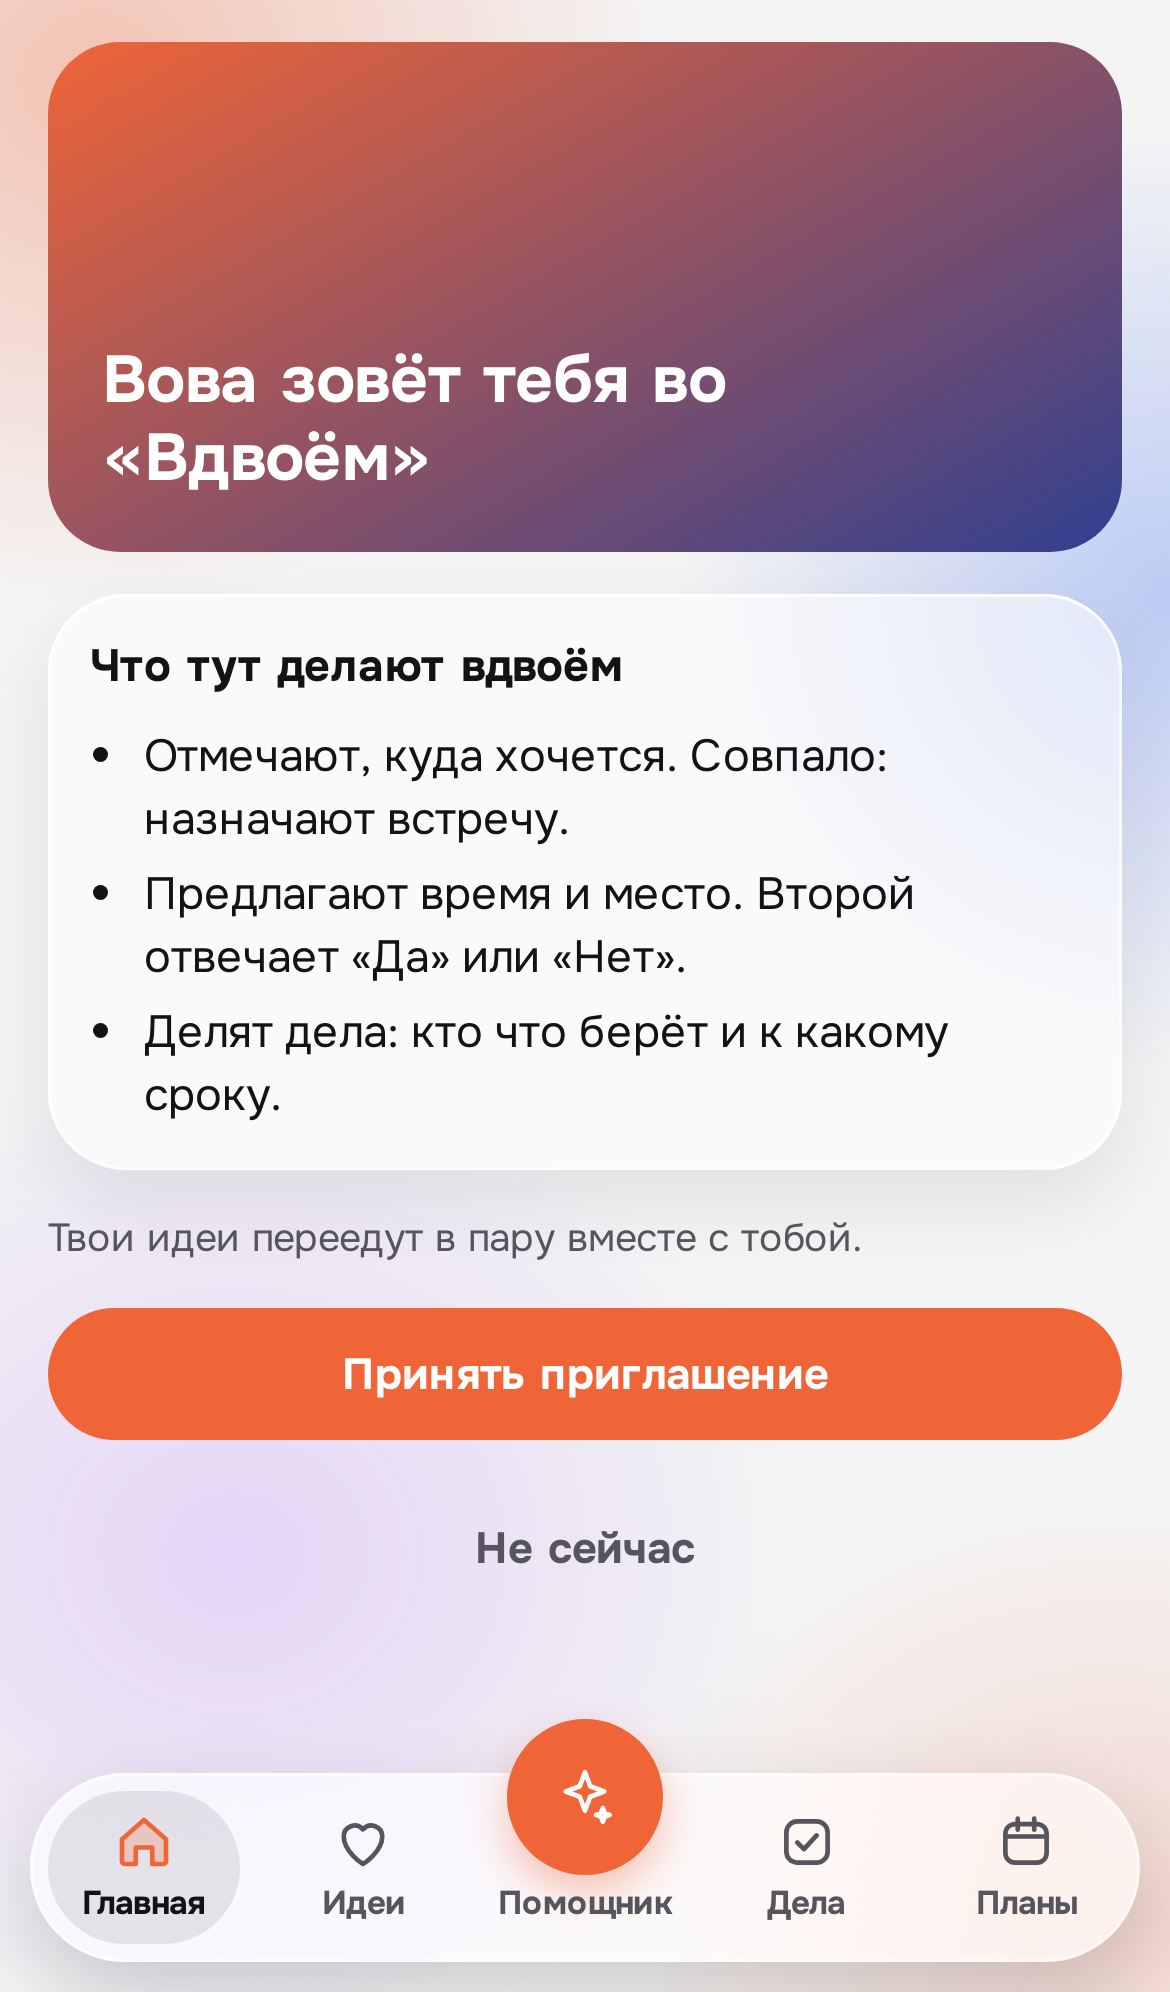 Вова зовёт тебя во
«Вдвоём»
Что тут делают вдвоём
• Отмечают, куда хочется. Совпало:
назначают встречу.
• Предлагают время и место. Второй
отвечает «Да» или «Нет».
• Делят дела: кто что берёт и к какому
сроку.
Твои идеи переедут в пару вместе с тобой.
Принять приглашение
Не сейчас
Главная
Идеи
Помощник
Дела
Планы